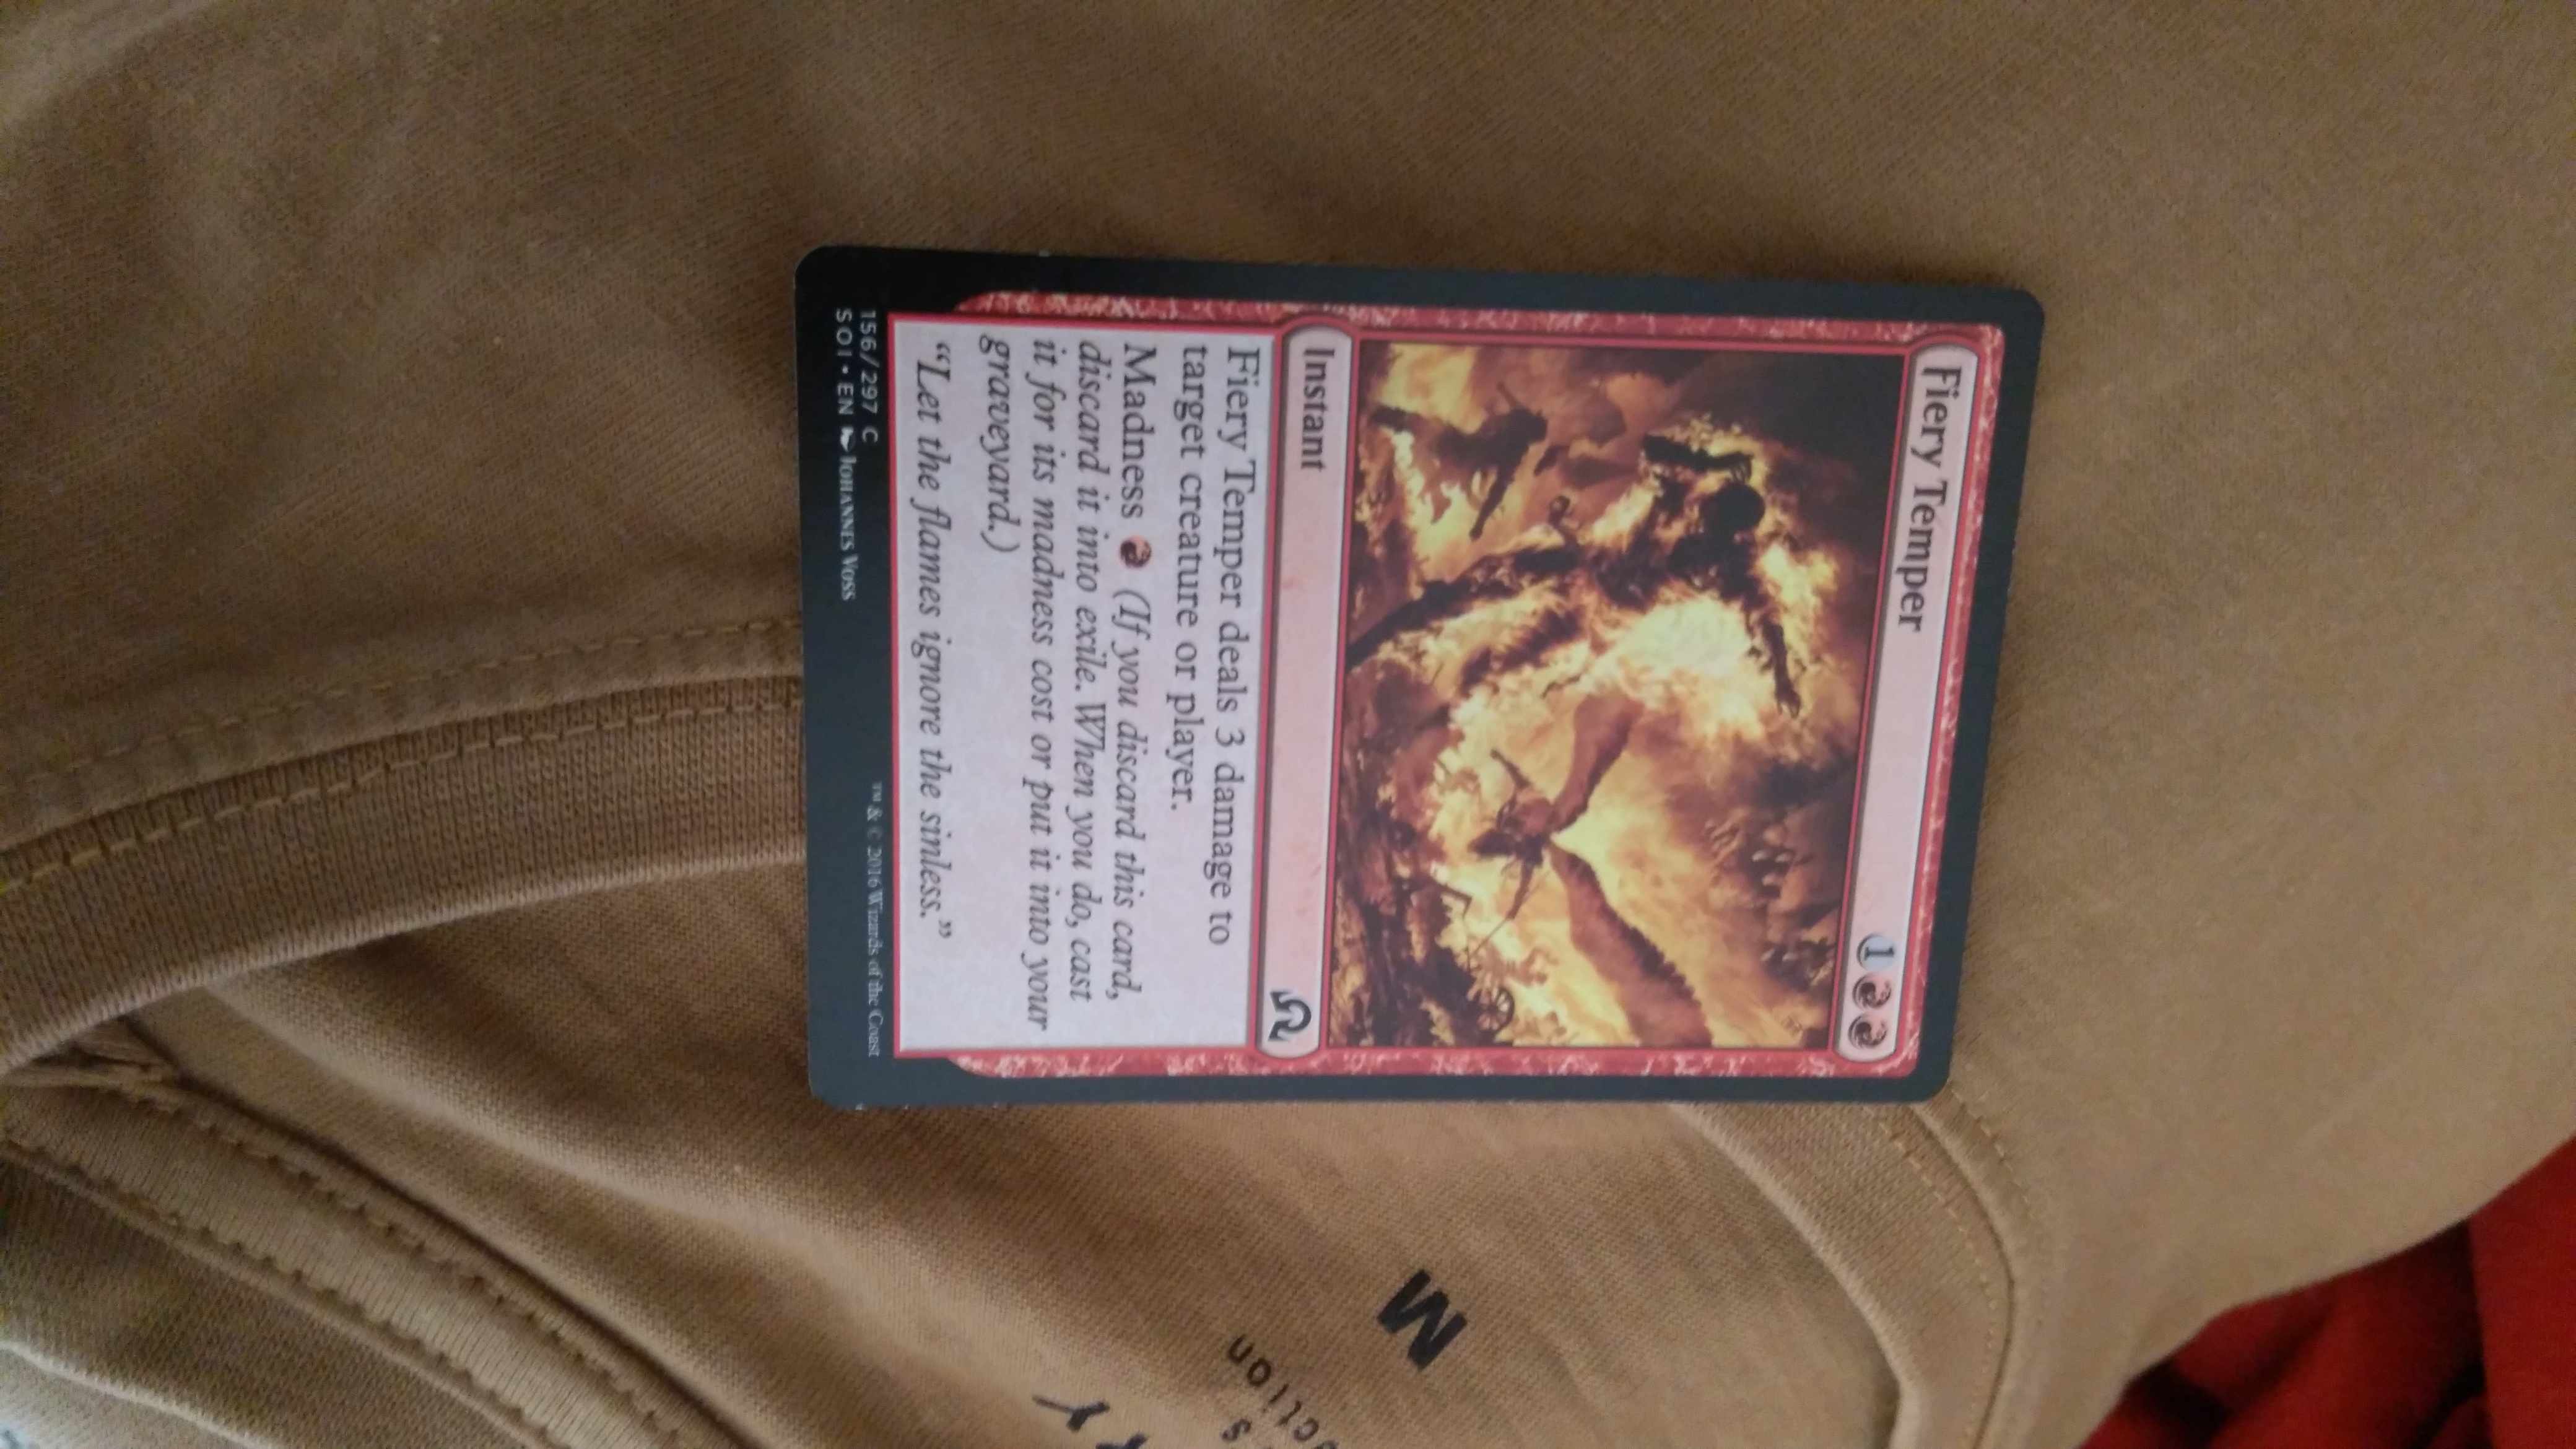 Fiery Temper
1
Instant
Fiery Temper deals 3 damage to
target creature or player.
Madness (If you discard this card,
discard it into exile. When you do, cast
it for its madness cost or put it into your
graveyard.)
“Let the flames ignore the sinless.”
156/297 C
SOI • EN JOHANNES VOSS
™ & © 2016 Wizards of the Coast
M